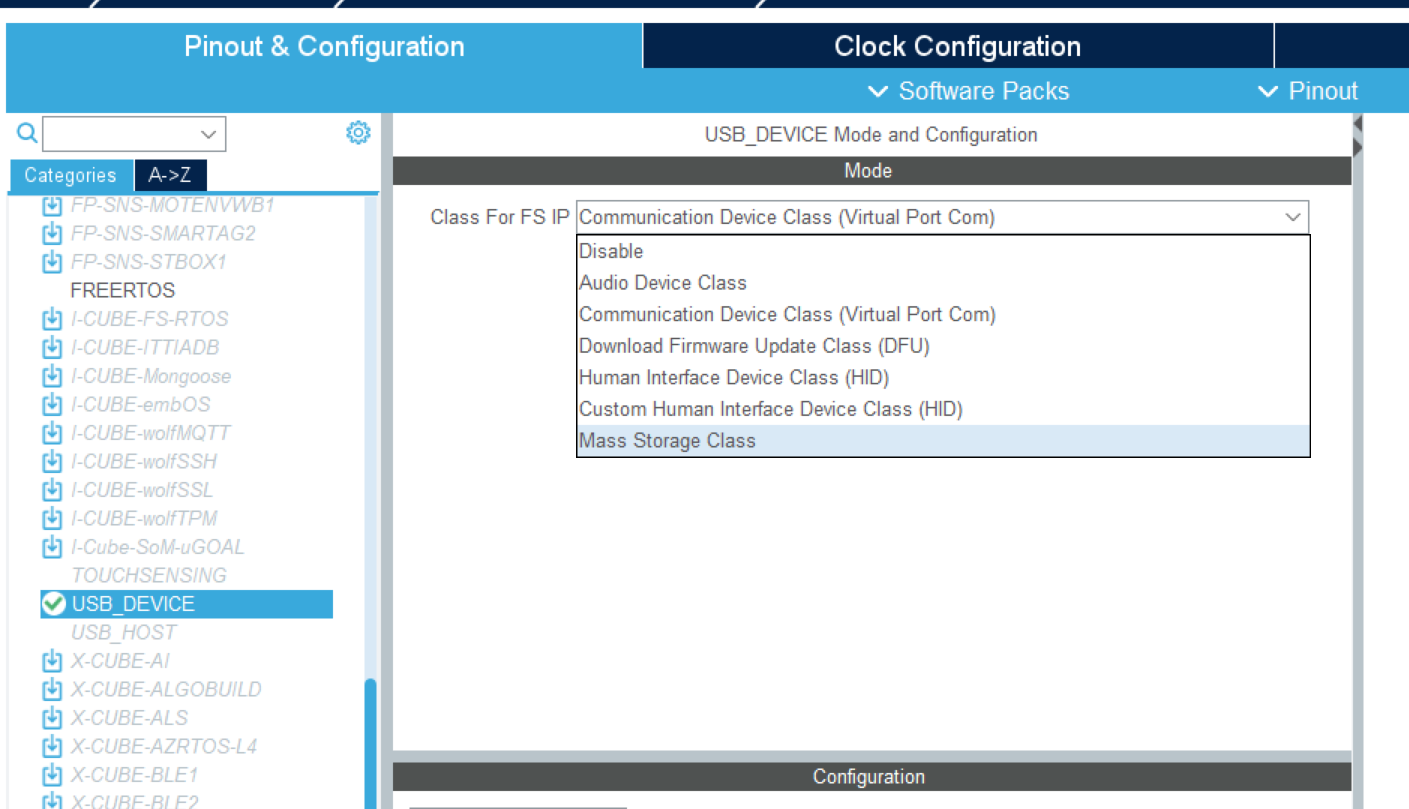 Pinout & Configuration
Clock Configuration
Software Packs
Pinout
USB_DEVICE Mode and Configuration
Categories
A->Z
Mode
FP-SNS-MOTENVWB1
FP-SNS-SMARTAG2
FP-SNS-STBOX1
FREERTOS
I-CUBE-FS-RTOS
I-CUBE-ITTIADB
I-CUBE-Mongoose
I-CUBE-embOS
I-CUBE-wolfMQTT
I-CUBE-wolfSSH
I-CUBE-wolfSSL
I-CUBE-wolfTPM
I-Cube-SoM-uGOAL
TOUCHSENSING
USB_DEVICE
USB_HOST
X-CUBE-AI
X-CUBE-ALGOBUILD
X-CUBE-ALS
X-CUBE-AZRTOS-L4
X-CUBE-BLE1
X-CUBE-BLE2
Class For FS IP Communication Device Class (Virtual Port Com)
Disable
Audio Device Class
Communication Device Class (Virtual Port Com)
Download Firmware Update Class (DFU)
Human Interface Device Class (HID)
Custom Human Interface Device Class (HID)
Mass Storage Class
Configuration